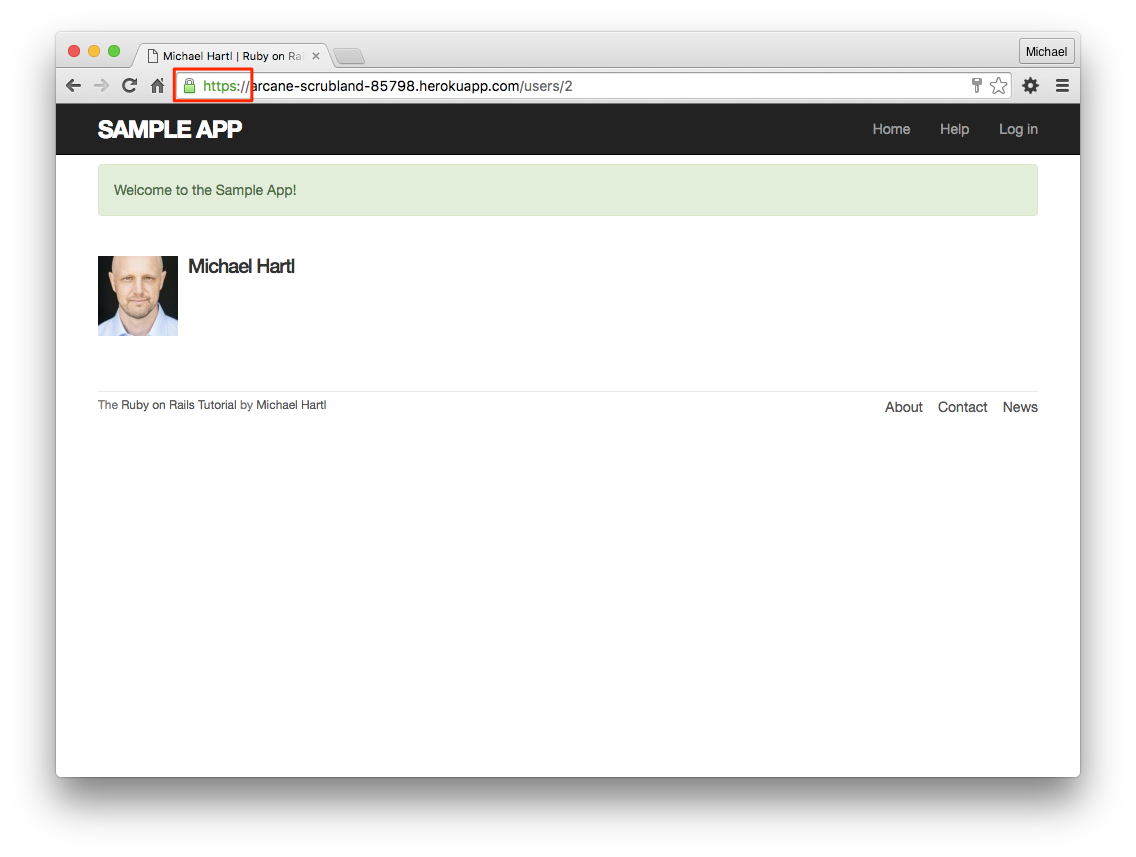 Michael Hartl | Ruby on Ra
Michael
https://arcane-scrubland-85798.herokuapp.com/users/2
SAMPLE APP
Home Help Log in
Welcome to the Sample App!
Michael Hartl
The Ruby on Rails Tutorial by Michael Hartl
About Contact News